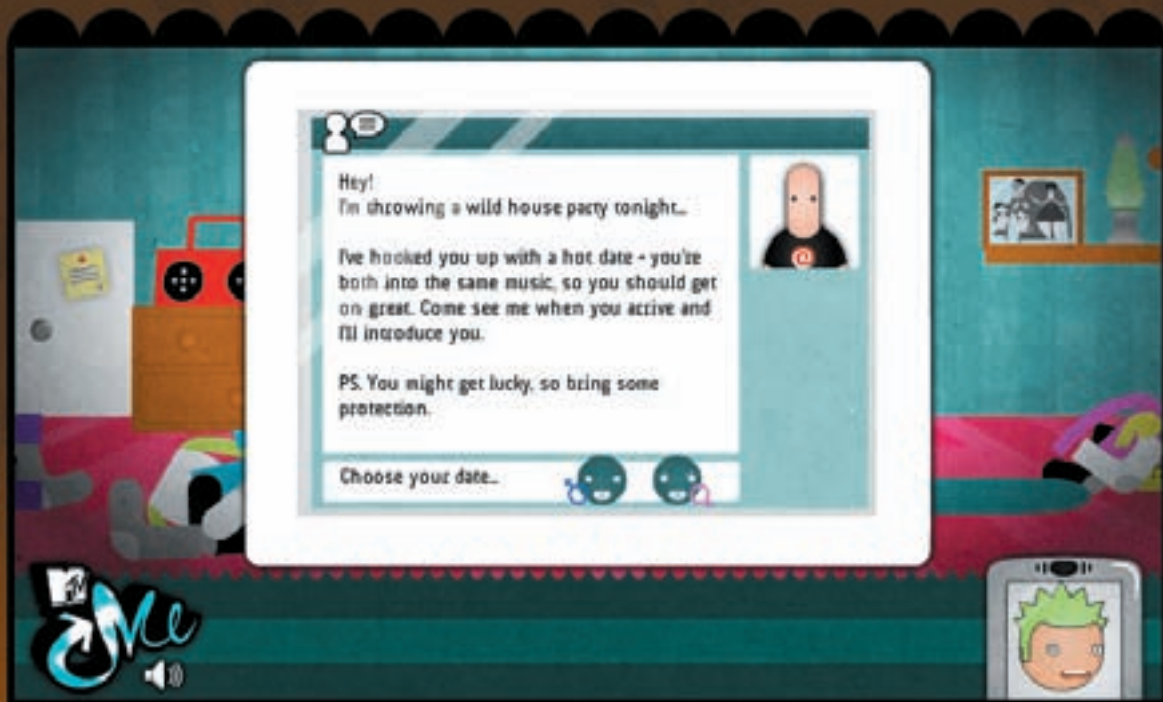 Hey!
I'm throwing a wild house party tonight...
I've hooked you up with a hot date - you're
both into the same music, so you should get
on great. Come see me when you arrive and
I'll introduce you.
PS. You might get lucky, so bring some
protection.
Choose your date...
MTV
Me